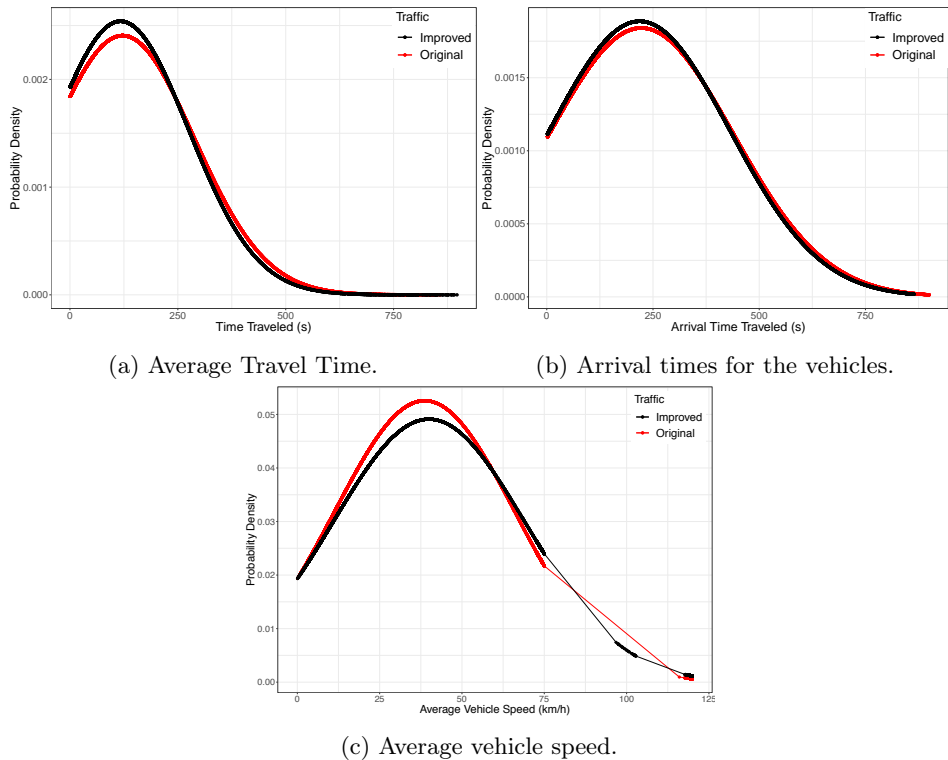 Traffic
Improved
Original
Probability Density
0.002
0.001
0.000
0
250
500
750
Time Traveled (s)
(a) Average Travel Time.
Traffic
Improved
Original
Probability Density
0.0015
0.0010
0.0005
0.0000
0
250
500
750
Arrival Time Traveled (s)
(b) Arrival times for the vehicles.
Traffic
Improved
Original
Probability Density
0.05
0.04
0.03
0.02
0.01
0.00
0
25
50
75
100
125
Average Vehicle Speed (km/h)
(c) Average vehicle speed.